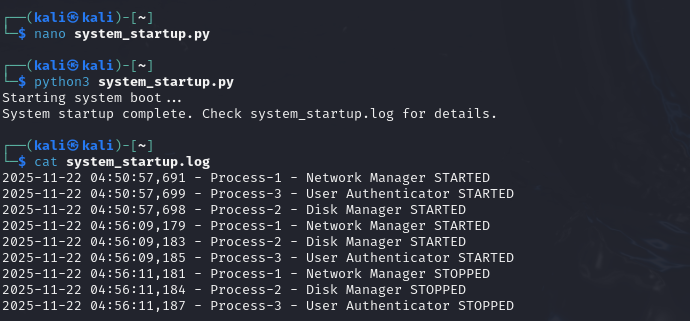 ┌──(kali㉿kali)-[~]
└─$ nano system_startup.py
┌──(kali㉿kali)-[~]
└─$ python3 system_startup.py
Starting system boot...
System startup complete. Check system_startup.log for details.
┌──(kali㉿kali)-[~]
└─$ cat system_startup.log
2025-11-22 04:50:57,691 - Process-1 - Network Manager STARTED
2025-11-22 04:50:57,699 - Process-3 - User Authenticator STARTED
2025-11-22 04:50:57,698 - Process-2 - Disk Manager STARTED
2025-11-22 04:56:09,179 - Process-1 - Network Manager STARTED
2025-11-22 04:56:09,183 - Process-2 - Disk Manager STARTED
2025-11-22 04:56:09,185 - Process-3 - User Authenticator STARTED
2025-11-22 04:56:11,181 - Process-1 - Network Manager STOPPED
2025-11-22 04:56:11,184 - Process-2 - Disk Manager STOPPED
2025-11-22 04:56:11,187 - Process-3 - User Authenticator STOPPED